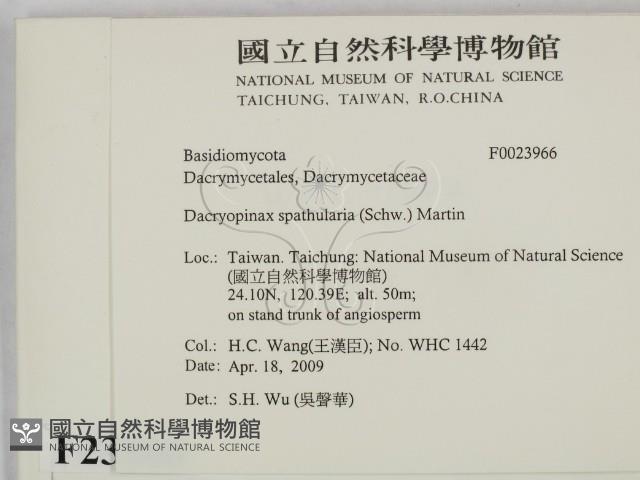 國立自然科學博物館
NATIONAL MUSEUM OF NATURAL SCIENCE
TAICHUNG, TAIWAN, R.O.CHINA
Basidiomycota F0023966
Dacrymycetales, Dacrymycetaceae
Dacryopinax spathularia (Schw.) Martin
Loc.: Taiwan. Taichung: National Museum of Natural Science
(國立自然科學博物館)
24.10N, 120.39E; alt. 50m;
on stand trunk of angiosperm
Col.: H.C. Wang(王漢臣); No. WHC 1442
Date: Apr. 18, 2009
Det.: S.H. Wu (吳聲華)
國立自然科學博物館
NATIONAL MUSEUM OF NATURAL SCIENCE
F23